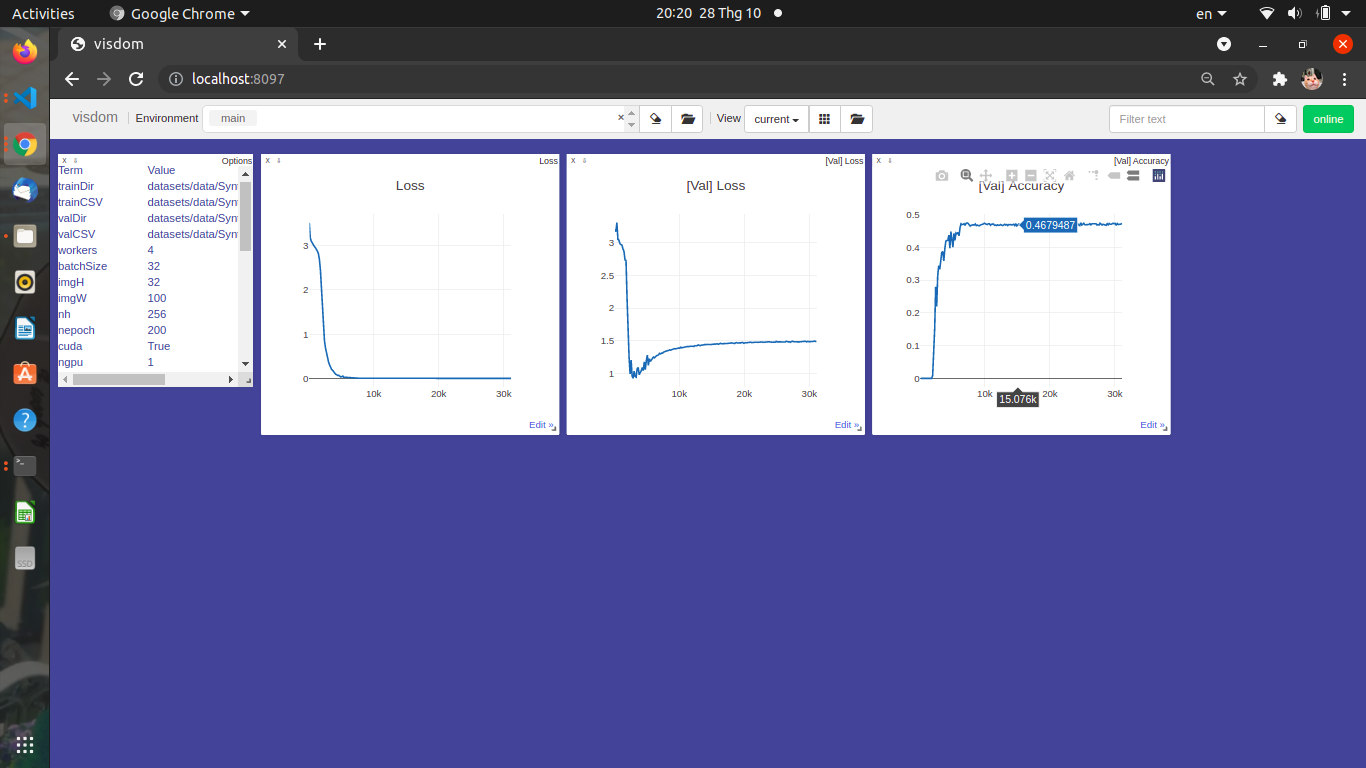 Activities
Google Chrome
20:20 28 Thg 10
en
visdom
localhost:8097
visdom
Environment
main
×
View
current
Filter text
online
X
Options
Term Value
trainDir datasets/data/Syn
trainCSV datasets/data/Syn
valDir datasets/data/Syn
valCSV datasets/data/Syn
workers 4
batchSize 32
imgH 32
imgW 100
nh 256
nepoch 200
cuda True
ngpu 1
X
Loss
Loss
3
2
1
0
10k 20k 30k
Edit »
X
[Val] Loss
[Val] Loss
3
2.5
2
1.5
1
10k 20k 30k
Edit »
X
[Val] Accuracy
[Val] Accuracy
0.5
0.4
0.3
0.2
0.1
0
0.4679487
10k 20k 30k
15.076k
Edit »
>_
?
SSD